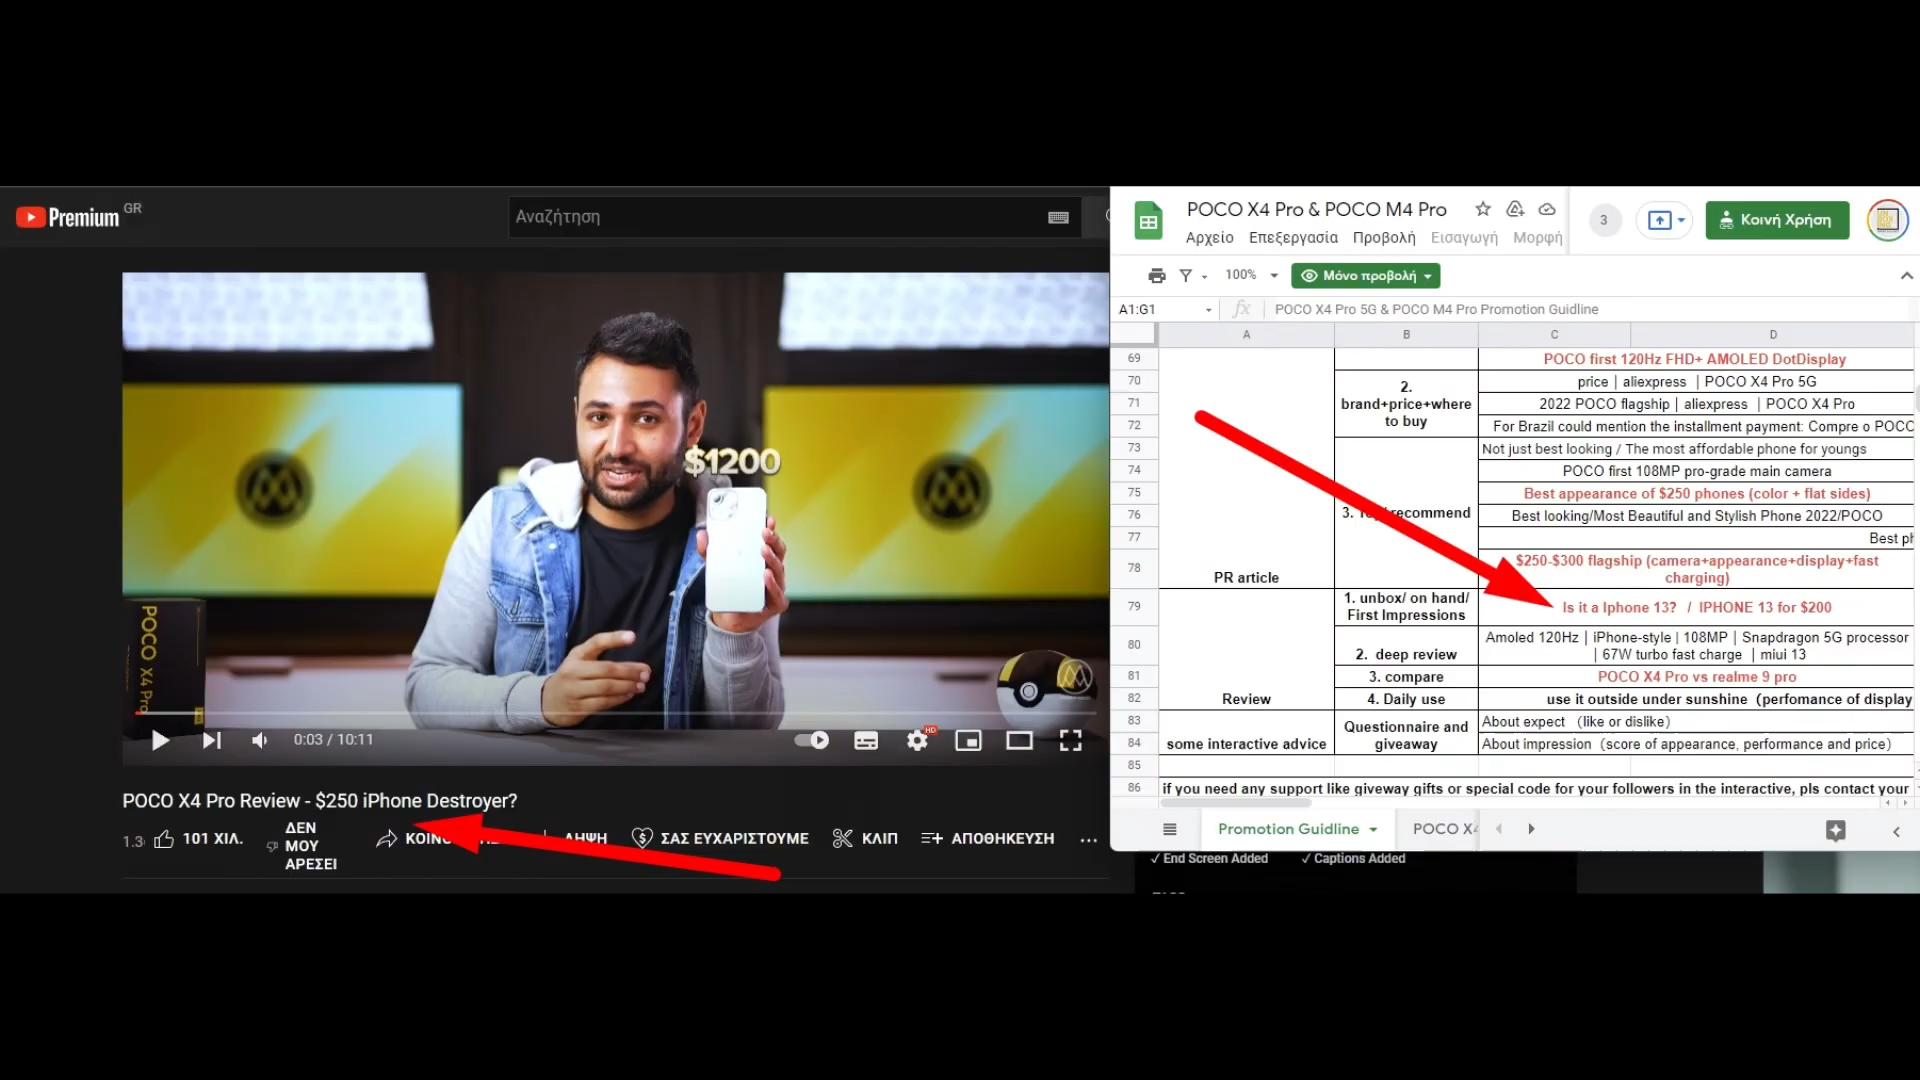 Premium GR
Αναζήτηση
$1200
POCO X4 Pro
0:03 / 10:11
HD
POCO X4 Pro Review - $250 iPhone Destroyer?
101 ΧΙΛ.
ΔΕΝ
ΜΟΥ
ΑΡΕΣΕΙ
ΣΑΣ ΕΥΧΑΡΙΣΤΟΥΜΕ
ΚΛΙΠ
ΑΠΟΘΗΚΕΥΣΗ
POCO X4 Pro & POCO M4 Pro
3
Κοινή Χρήση
Αρχείο Επεξεργασία Προβολή Εισαγωγή Μορφή
100%
Μόνο προβολή
A1:G1
fx
POCO X4 Pro 5G & POCO M4 Pro Promotion Guidline
A B C D
69 POCO first 120Hz FHD+ AMOLED DotDisplay
70 price | aliexpress | POCO X4 Pro 5G
71 2022 POCO flagship | aliexpress | POCO X4 Pro
72 For Brazil could mention the installment payment: Compre o POCO
2.
brand+price+where
to buy
73 Not just best looking / The most affordable phone for youngs
74 POCO first 108MP pro-grade main camera
75 Best appearance of $250 phones (color + flat sides)
76 3. recommend Best looking/Most Beautiful and Stylish Phone 2022/POCO
77 Best
78 PR article $250-$300 flagship (camera+appearance+display+fast
charging)
79 1. unbox/ on hand/
First Impressions
Is it a Iphone 13? / IPHONE 13 for $200
80 2. deep review Amoled 120Hz | iPhone-style | 108MP | Snapdragon 5G processor
| 67W turbo fast charge | miui 13
81 3. compare POCO X4 Pro vs realme 9 pro
82 Review 4. Daily use use it outside under sunshine (perfomance of display
83 About expect (like or dislike)
84 some interactive advice Questionnaire and
giveaway
About impression (score of appearance, performance and price)
85
86 if you need any support like giveway gifts or special code for your followers in the interactive, pls contact your
Promotion Guidline POCO X4
✓ End Screen Added ✓ Captions Added